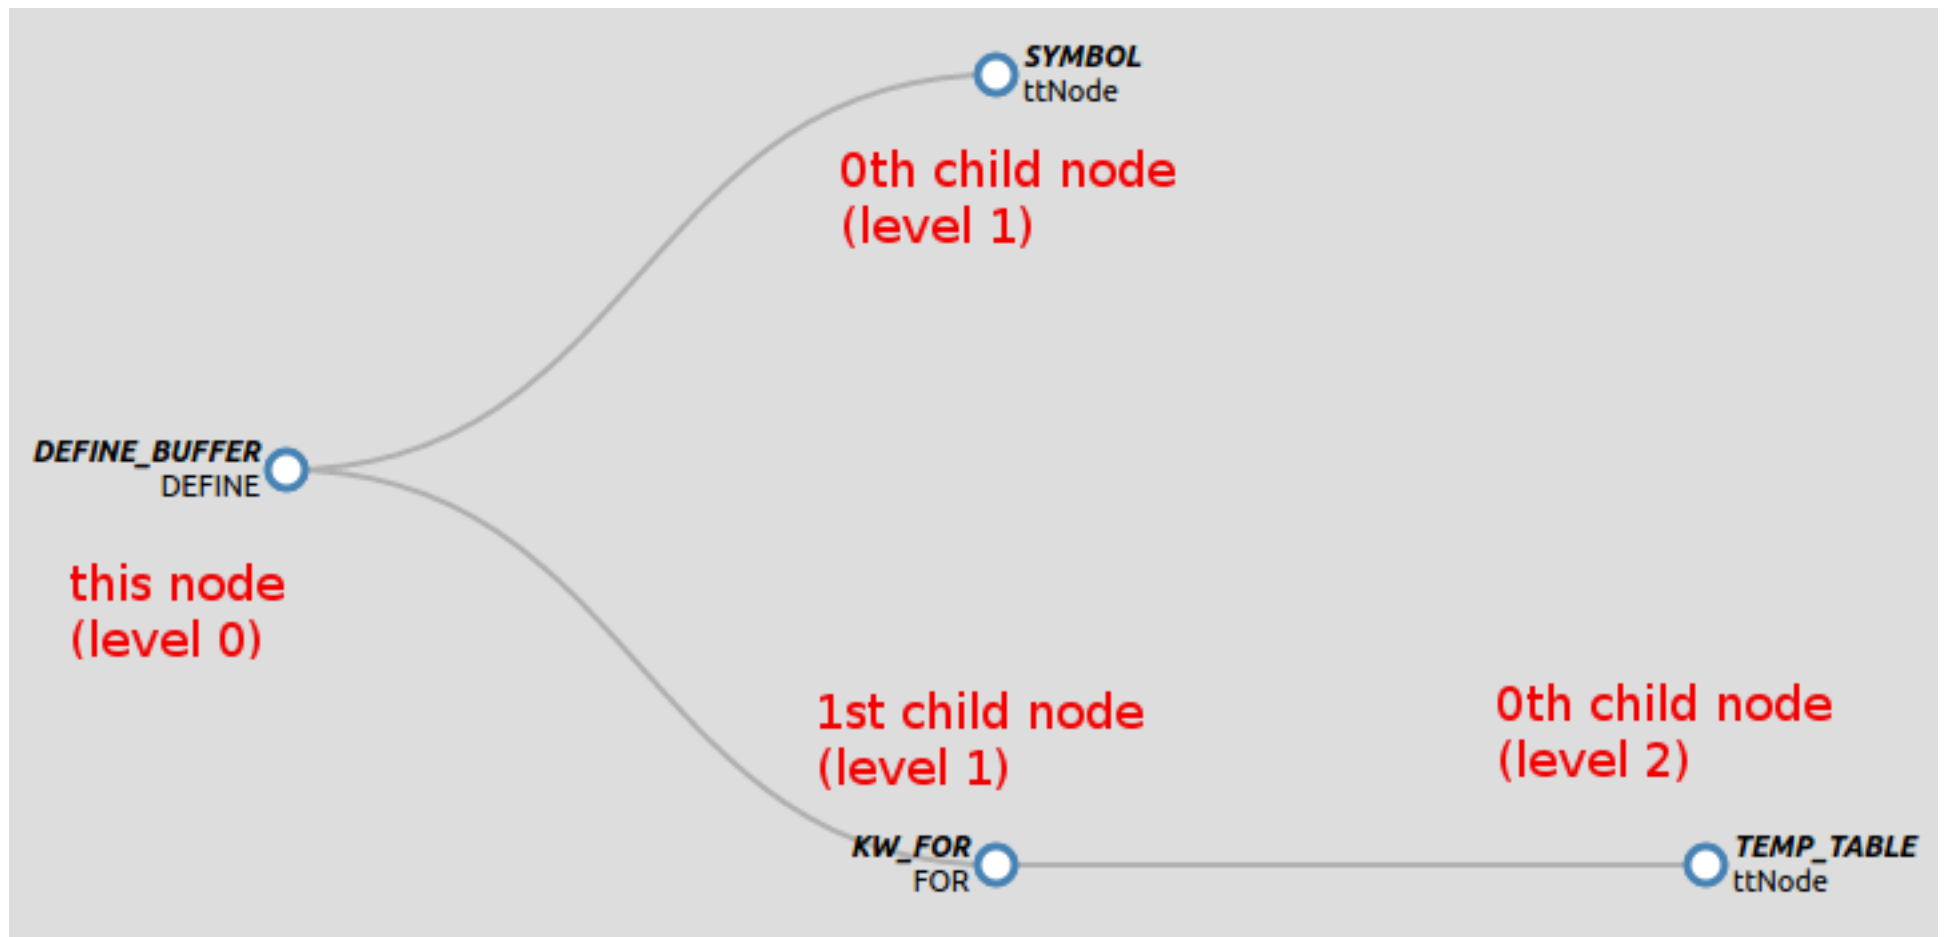 SYMBOL
ttNode
0th child node
(level 1)
DEFINE_BUFFER
DEFINE
this node
(level 0)
1st child node
(level 1)
KW_FOR
FOR
0th child node
(level 2)
TEMP_TABLE
ttNode